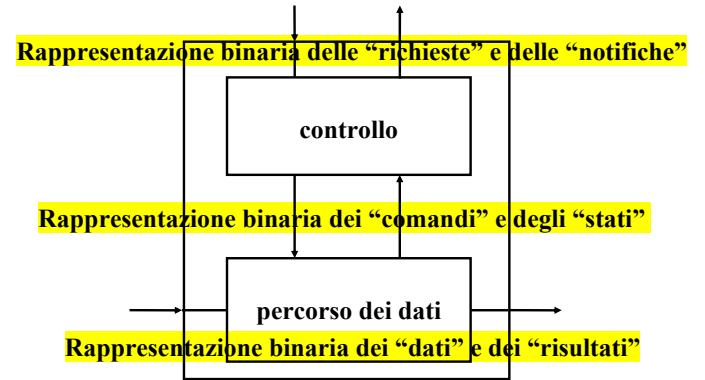 Rappresentazione binaria delle “richieste” e delle “notifiche”
controllo
Rappresentazione binaria dei “comandi” e degli “stati”
percorso dei dati
Rappresentazione binaria dei “dati” e dei “risultati”